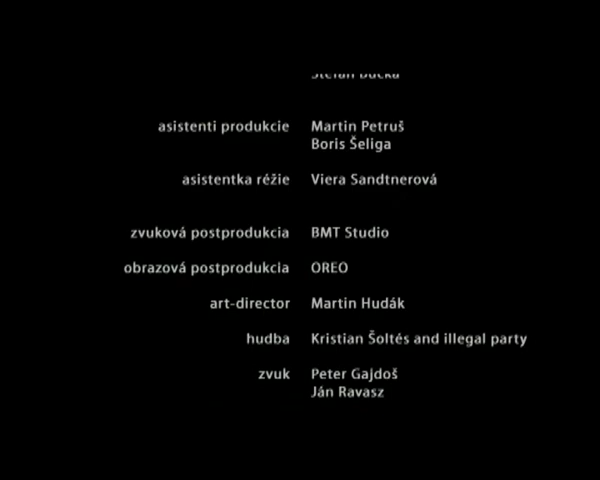 asistenti produkcie Martin Petruš
Boris Šeliga
asistentka réžie Viera Sandtnerová
zvuková postprodukcia BMT Studio
obrazová postprodukcia OREO
art-director Martin Hudák
hudba Kristian Šoltés and illegal party
zvuk Peter Gajdoš
Ján Ravasz